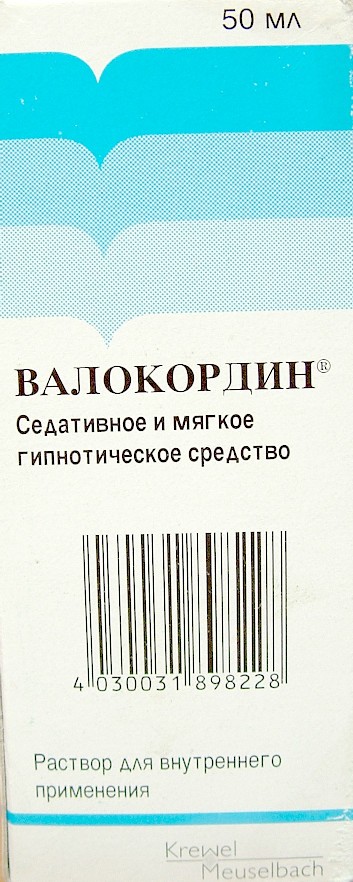 50 мл
ВАЛОКОРДИН®
Седативное и мягкое
гипнотическое средство
4 030031 898228
Раствор для внутреннего
применения
Krewel
Meuselbach